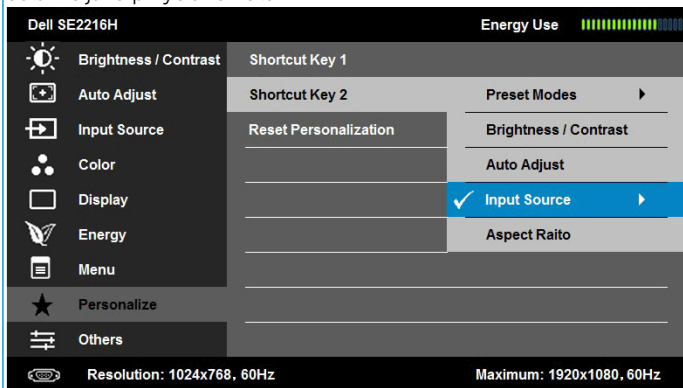 Dell SE2216H Energy Use
Brightness / Contrast Shortcut Key 1
Auto Adjust Shortcut Key 2 Preset Modes
Input Source Reset Personalization Brightness / Contrast
Color Auto Adjust
Display Input Source
Energy Aspect Raito
Menu
Personalize
Others
Resolution: 1024x768, 60Hz Maximum: 1920x1080, 60Hz